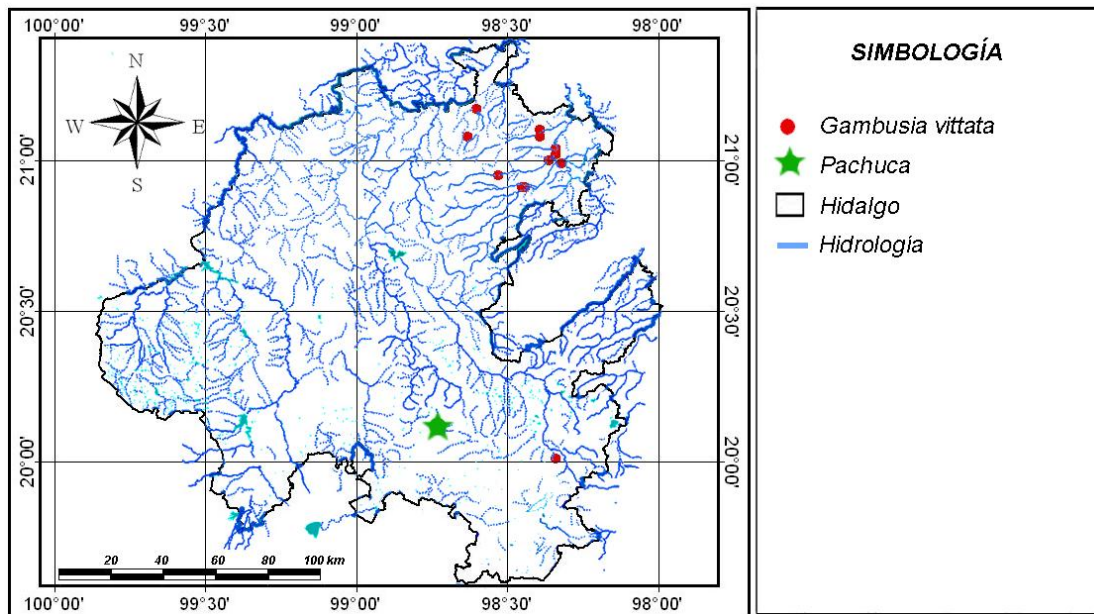 100°00' 99°30' 99°00' 98°30' 98°00'
N
W E
S
21°00' 21°00'
20°30' 20°30'
20°00' 20°00'
20 40 60 80 100 km
100°00' 99°30' 99°00' 98°30' 98°00'
SIMBOLOGÍA
Gambusia vittata
Pachuca
Hidalgo
Hidrología